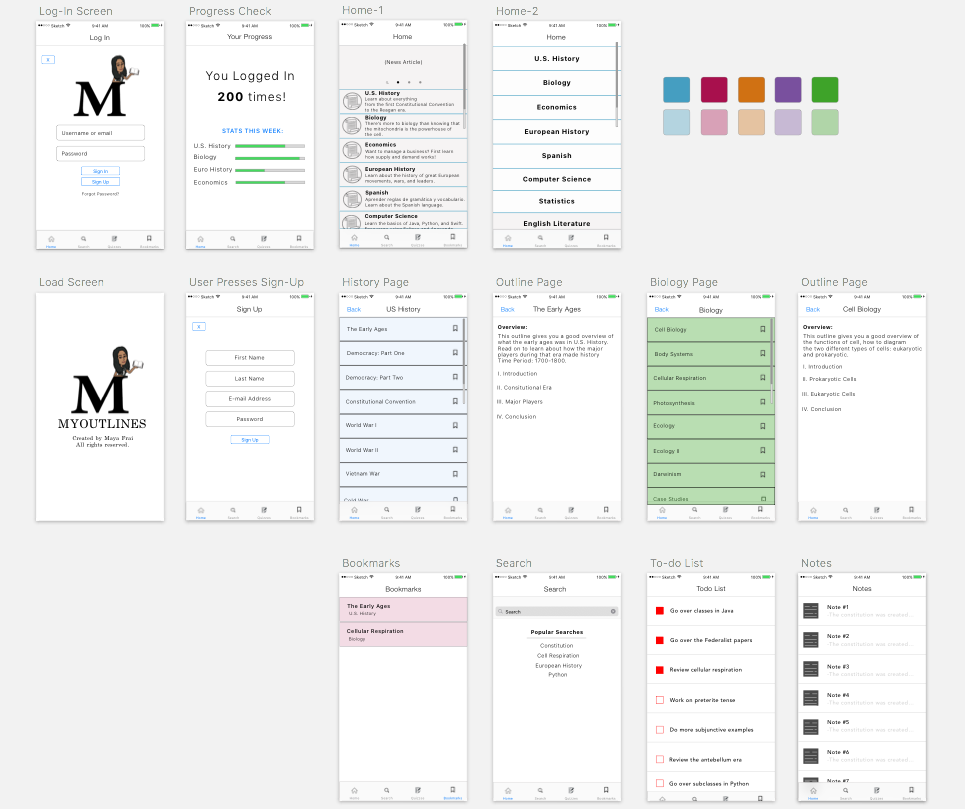 Log-In Screen
●●○○○ Sketch 9:41 AM 100%
Log In
X
M
Username or email
Password
Sign In
Sign Up
Forgot Password?
Home Search Quizzes Bookmarks
Progress Check
●●○○○ Sketch 9:41 AM 100%
Your Progress
You Logged In
200 times!
STATS THIS WEEK:
U.S. History
Biology
Euro History
Economics
Home Search Quizzes Bookmarks
Home-1
●●○○○ Sketch 9:41 AM 100%
Home
(News Article)
U.S. History
Learn about everything
from the first Constitutional Convention
to the Reagan era.
Biology
There's more to biology than knowing that
the mitochondria is the powerhouse of
the cell.
Economics
Want to manage a business? First learn
how supply and demand works!
European History
Learn about the history of great European
movements, wars, and leaders.
Spanish
Aprender reglas de gramática y vocabulario.
Learn about the Spanish language.
Computer Science
Learn the basics of Java, Python, and Swift.
Home Search Quizzes Bookmarks
Home-2
●●○○○ Sketch 9:41 AM 100%
Home
U.S. History
Biology
Economics
European History
Spanish
Computer Science
Statistics
English Literature
Home Search Quizzes Bookmarks
Load Screen
M
MYOUTLINES
Created by Maya Prai
All rights reserved.
User Presses Sign-Up
●●○○○ Sketch 9:41 AM 100%
Sign Up
X
First Name
Last Name
E-mail Address
Password
Sign Up
Home Search Quizzes Bookmarks
History Page
●●○○○ Sketch 9:41 AM 100%
Back US History
The Early Ages
Democracy: Part One
Democracy: Part Two
Constitutional Convention
World War I
World War II
Vietnam War
Cold War
Home Search Quizzes Bookmarks
Outline Page
●●○○○ Sketch 9:41 AM 100%
Back The Early Ages
Overview:
This outline gives you a good overview of
what the early ages was in U.S. History.
Read on to learn about how the major
players during that era made history
Time Period: 1700-1800.
I. Introduction
II. Consitutional Era
III. Major Players
IV. Conclusion
Home Search Quizzes Bookmarks
Biology Page
●●○○○ Sketch 9:41 AM 100%
Back Biology
Cell Biology
Body Systems
Cellular Respiration
Photosynthesis
Ecology
Ecology II
Darwinism
Case Studies
Home Search Quizzes Bookmarks
Outline Page
●●○○○ Sketch 9:41 AM 100%
Back Cell Biology
Overview:
This outline gives you a good overview of
the functions of cell, how to diagram
the two different types of cells: eukaryotic
and prokaryotic.
I. Introduction
II. Prokaryotic Cells
III. Eukaryotic Cells
IV. Conclusion
Home Search Quizzes Bookmarks
Bookmarks
●●○○○ Sketch 9:41 AM 100%
Bookmarks
The Early Ages
U.S. History
Cellular Respiration
Biology
Home Search Quizzes Bookmarks
Search
●●○○○ Sketch 9:41 AM 100%
Search
Search
Popular Searches
Constitution
Cell Respiration
European History
Python
Home Search Quizzes Bookmarks
To-do List
●●○○○ Sketch 9:41 AM 100%
Todo List
Go over classes in Java
Go over the Federalist papers
Review cellular respiration
Work on preterite tense
Do more subjunctive examples
Review the antebellum era
Go over subclasses in Python
Home Search Quizzes Bookmarks
Notes
●●○○○ Sketch 9:41 AM 100%
Notes
Note #1
-The constitution was created...
Note #2
-The constitution was created...
Note #3
-The constitution was created...
Note #4
-The constitution was created...
Note #5
-The constitution was created...
Note #6
-The constitution was created...
Note #7
Home Search Quizzes Bookmarks